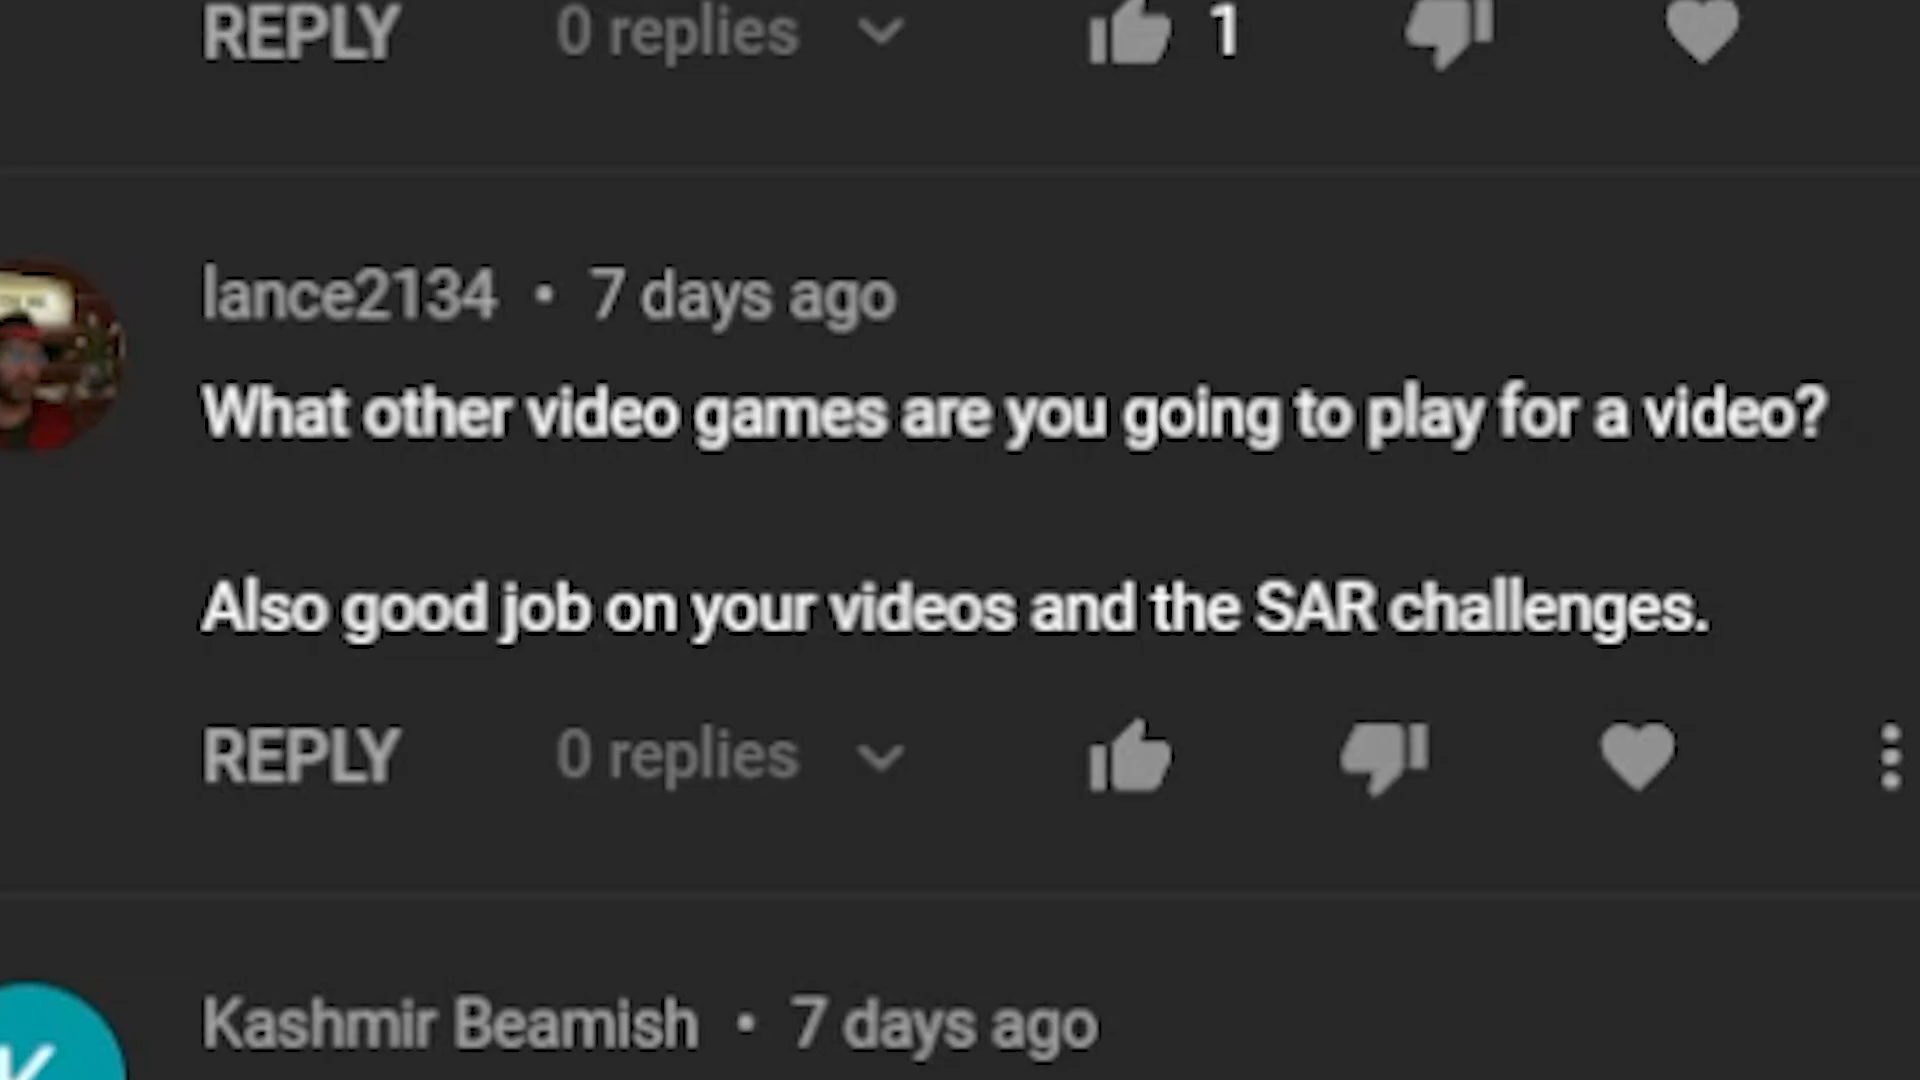 REPLY 0 replies 1
lance2134 • 7 days ago
What other video games are you going to play for a video?
Also good job on your videos and the SAR challenges.
REPLY 0 replies
Kashmir Beamish • 7 days ago
K